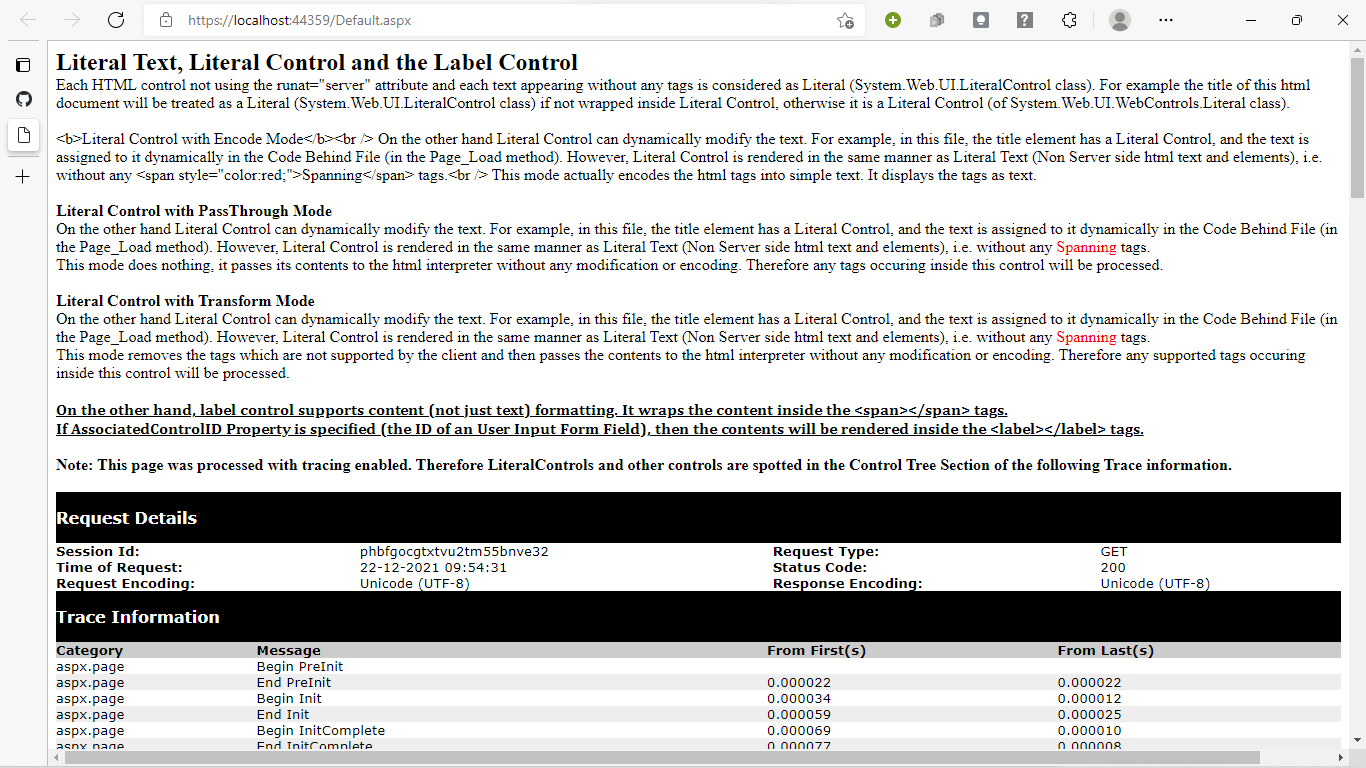 https://localhost:44359/Default.aspx
Literal Text, Literal Control and the Label Control
Each HTML control not using the runat="server" attribute and each text appearing without any tags is considered as Literal (System.Web.UI.LiteralControl class). For example the title of this html
document will be treated as a Literal (System.Web.UI.LiteralControl class) if not wrapped inside Literal Control, otherwise it is a Literal Control (of System.Web.UI.WebControls.Literal class).
<b>Literal Control with Encode Mode</b><br /> On the other hand Literal Control can dynamically modify the text. For example, in this file, the title element has a Literal Control, and the text is
assigned to it dynamically in the Code Behind File (in the Page_Load method). However, Literal Control is rendered in the same manner as Literal Text (Non Server side html text and elements), i.e.
without any <span style="color:red;">Spanning</span> tags.<br /> This mode actually encodes the html tags into simple text. It displays the tags as text.
Literal Control with PassThrough Mode
On the other hand Literal Control can dynamically modify the text. For example, in this file, the title element has a Literal Control, and the text is assigned to it dynamically in the Code Behind File (in
the Page_Load method). However, Literal Control is rendered in the same manner as Literal Text (Non Server side html text and elements), i.e. without any Spanning tags.
This mode does nothing, it passes its contents to the html interpreter without any modification or encoding. Therefore any tags occuring inside this control will be processed.
Literal Control with Transform Mode
On the other hand Literal Control can dynamically modify the text. For example, in this file, the title element has a Literal Control, and the text is assigned to it dynamically in the Code Behind File (in
the Page_Load method). However, Literal Control is rendered in the same manner as Literal Text (Non Server side html text and elements), i.e. without any Spanning tags.
This mode removes the tags which are not supported by the client and then passes the contents to the html interpreter without any modification or encoding. Therefore any supported tags occuring
inside this control will be processed.
On the other hand, label control supports content (not just text) formatting. It wraps the content inside the <span></span> tags.
If AssociatedControlID Property is specified (the ID of an User Input Form Field), then the contents will be rendered inside the <label></label> tags.
Note: This page was processed with tracing enabled. Therefore LiteralControls and other controls are spotted in the Control Tree Section of the following Trace information.
Request Details
Session Id: phbfgocgtxtvu2tm55bnve32 Request Type: GET
Time of Request: 22-12-2021 09:54:31 Status Code: 200
Request Encoding: Unicode (UTF-8) Response Encoding: Unicode (UTF-8)
Trace Information
Category Message From First(s) From Last(s)
aspx.page Begin PreInit
aspx.page End PreInit 0.000022 0.000022
aspx.page Begin Init 0.000034 0.000012
aspx.page End Init 0.000059 0.000025
aspx.page Begin InitComplete 0.000069 0.000010
aspx.page End InitComplete 0.000077 0.000008